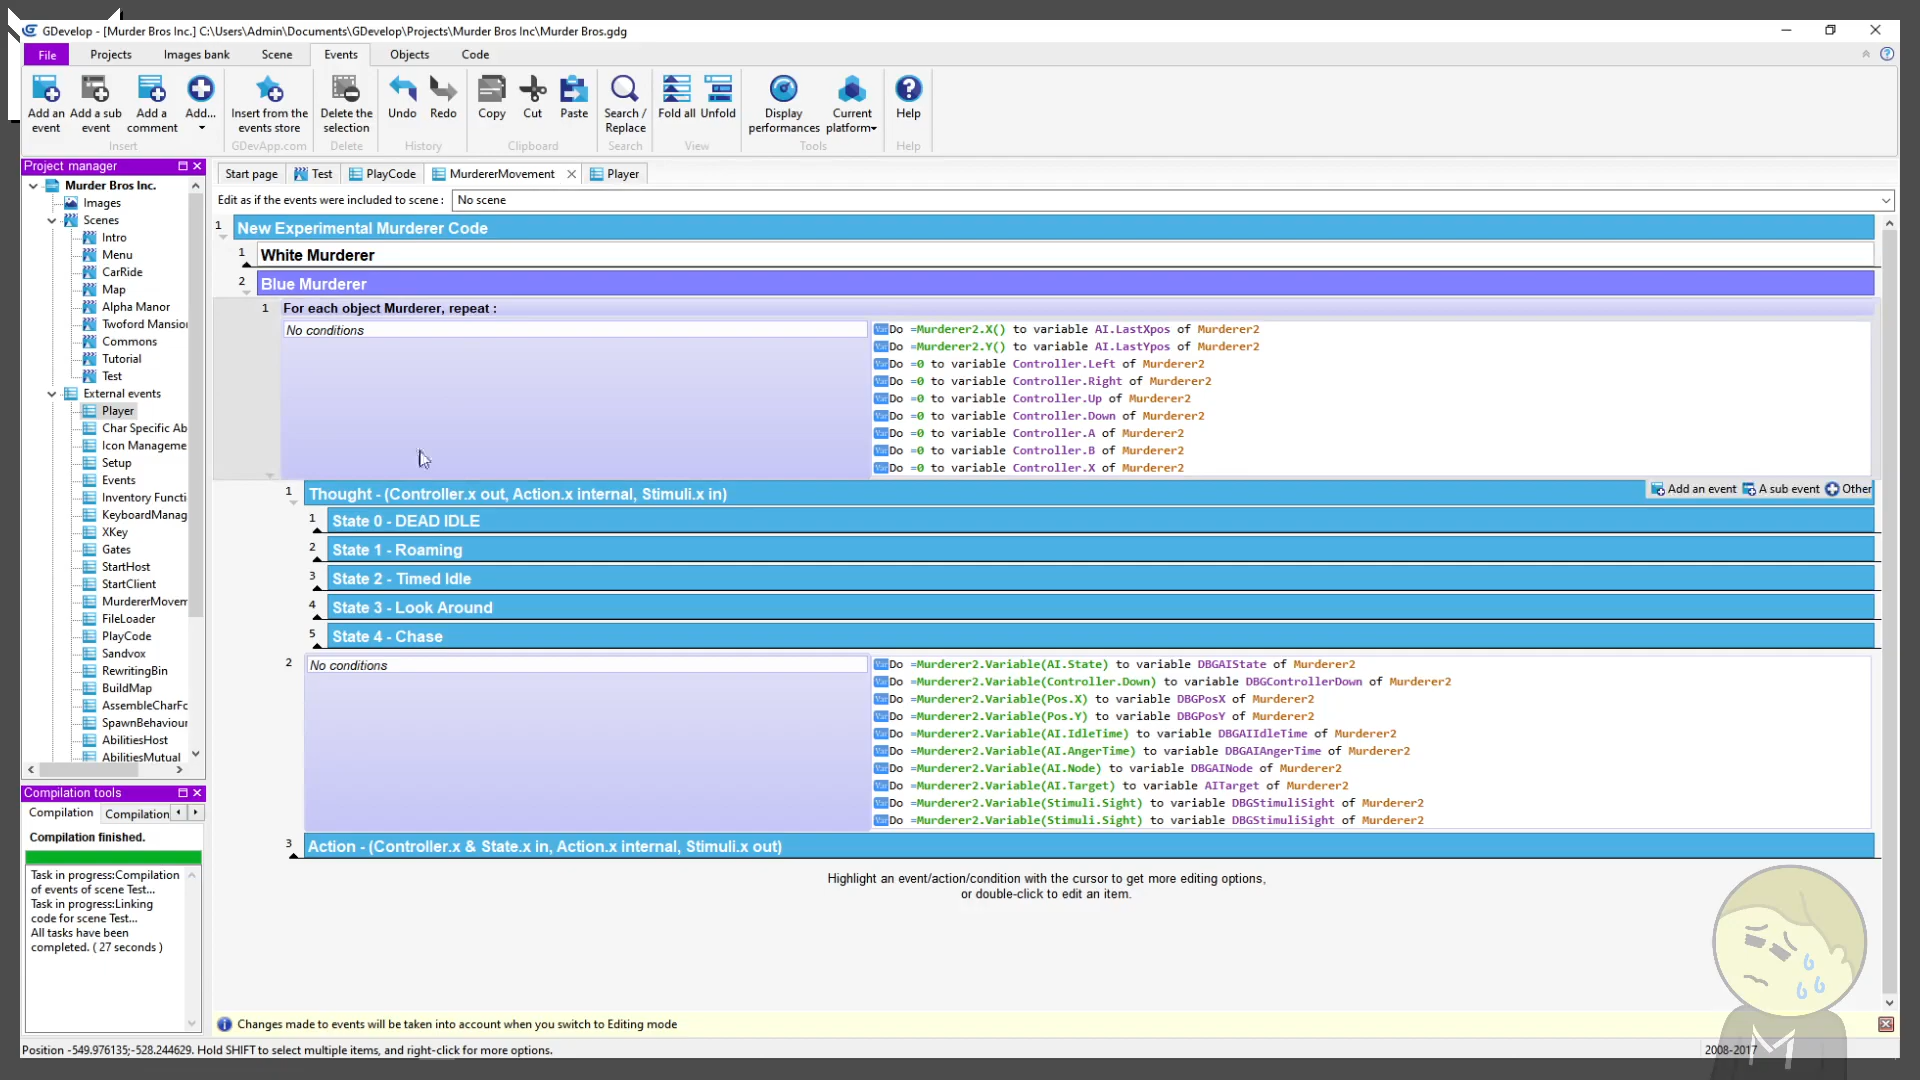 GDevelop - [Murder Bros Inc.] C:\Users\Admin\Documents\GDevelop\Projects\Murder Bros Inc\Murder Bros.gdg
File Projects Images bank Scene Events Objects Code
Add an event
Add a sub event
Add a comment
Add...
Insert from the events store
Delete the selection
Undo
Redo
Copy
Cut
Paste
Search / Replace
Fold all
Unfold
Display performances
Current platform
Help
Insert GDevApp.com Delete History Clipboard Search View Tools Help
Project manager
Murder Bros Inc.
Images
Scenes
Intro
Menu
CarRide
Map
Alpha Manor
Twoford Mansio
Commons
Tutorial
Test
External events
Player
Char Specific Ab
Icon Manageme
Setup
Events
Inventory Functi
KeyboardManag
XKey
Gates
StartHost
StartClient
MurdererMovem
FileLoader
PlayCode
Sandvox
RewritingBin
BuildMap
AssembleCharFc
SpawnBehaviour
AbilitiesHost
AbilitiesMutual
Compilation tools
Compilation Compilation
Compilation finished.
Task in progress:Compilation
of events of scene Test...
Task in progress:Linking
code for scene Test...
All tasks have been
completed. ( 27 seconds )
Start page Test PlayCode MurdererMovement Player
Edit as if the events were included to scene : No scene
1 New Experimental Murderer Code
1 White Murderer
2 Blue Murderer
1 For each object Murderer, repeat :
No conditions
Do =Murderer2.X() to variable AI.LastXpos of Murderer2
Do =Murderer2.Y() to variable AI.LastYpos of Murderer2
Do =0 to variable Controller.Left of Murderer2
Do =0 to variable Controller.Right of Murderer2
Do =0 to variable Controller.Up of Murderer2
Do =0 to variable Controller.Down of Murderer2
Do =0 to variable Controller.A of Murderer2
Do =0 to variable Controller.B of Murderer2
Do =0 to variable Controller.X of Murderer2
1 Thought - (Controller.x out, Action.x internal, Stimuli.x in)
Add an event A sub event Other
1 State 0 - DEAD IDLE
2 State 1 - Roaming
3 State 2 - Timed Idle
4 State 3 - Look Around
5 State 4 - Chase
2 No conditions
Do =Murderer2.Variable(AI.State) to variable DBGAIState of Murderer2
Do =Murderer2.Variable(Controller.Down) to variable DBGControllerDown of Murderer2
Do =Murderer2.Variable(Pos.X) to variable DBGPosX of Murderer2
Do =Murderer2.Variable(Pos.Y) to variable DBGPosY of Murderer2
Do =Murderer2.Variable(AI.IdleTime) to variable DBGAIIdleTime of Murderer2
Do =Murderer2.Variable(AI.AngerTime) to variable DBGAIAngerTime of Murderer2
Do =Murderer2.Variable(AI.Node) to variable DBGAINode of Murderer2
Do =Murderer2.Variable(AI.Target) to variable AITarget of Murderer2
Do =Murderer2.Variable(Stimuli.Sight) to variable DBGStimuliSight of Murderer2
Do =Murderer2.Variable(Stimuli.Sight) to variable DBGStimuliSight of Murderer2
3 Action - (Controller.x & State.x in, Action.x internal, Stimuli.x out)
Highlight an event/action/condition with the cursor to get more editing options,
or double-click to edit an item.
Changes made to events will be taken into account when you switch to Editing mode
Position -549.976135;-528.244629. Hold SHIFT to select multiple items, and right-click for more options.
2008-2017